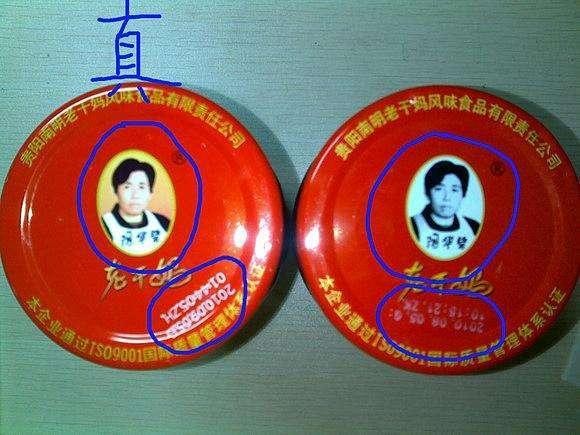 真
贵阳南明老干妈风味食品有限责任公司
®
陶华碧
老干妈
014405ZH
本企业通过ISO9001国际质量管理体系认证
贵阳南明老干妈风味食品有限责任公司
®
陶华碧
老干妈
2010.08.05
本企业通过ISO9001国际质量管理体系认证